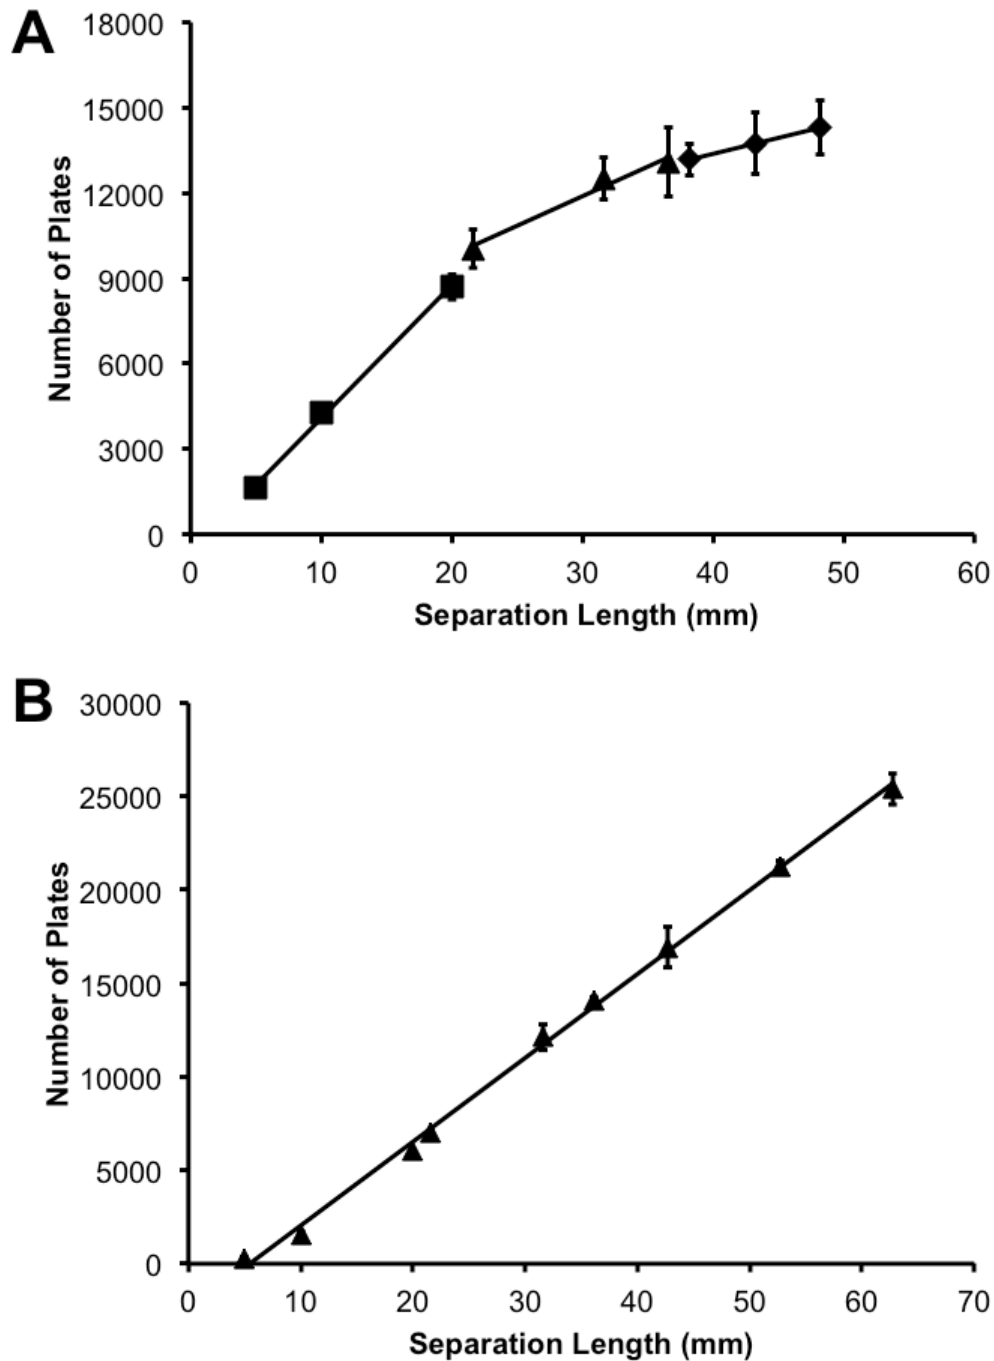 A
18000
15000
12000
9000
6000
3000
0
Number of Plates
0 10 20 30 40 50 60
Separation Length (mm)
B
30000
25000
20000
15000
10000
5000
0
Number of Plates
0 10 20 30 40 50 60 70
Separation Length (mm)